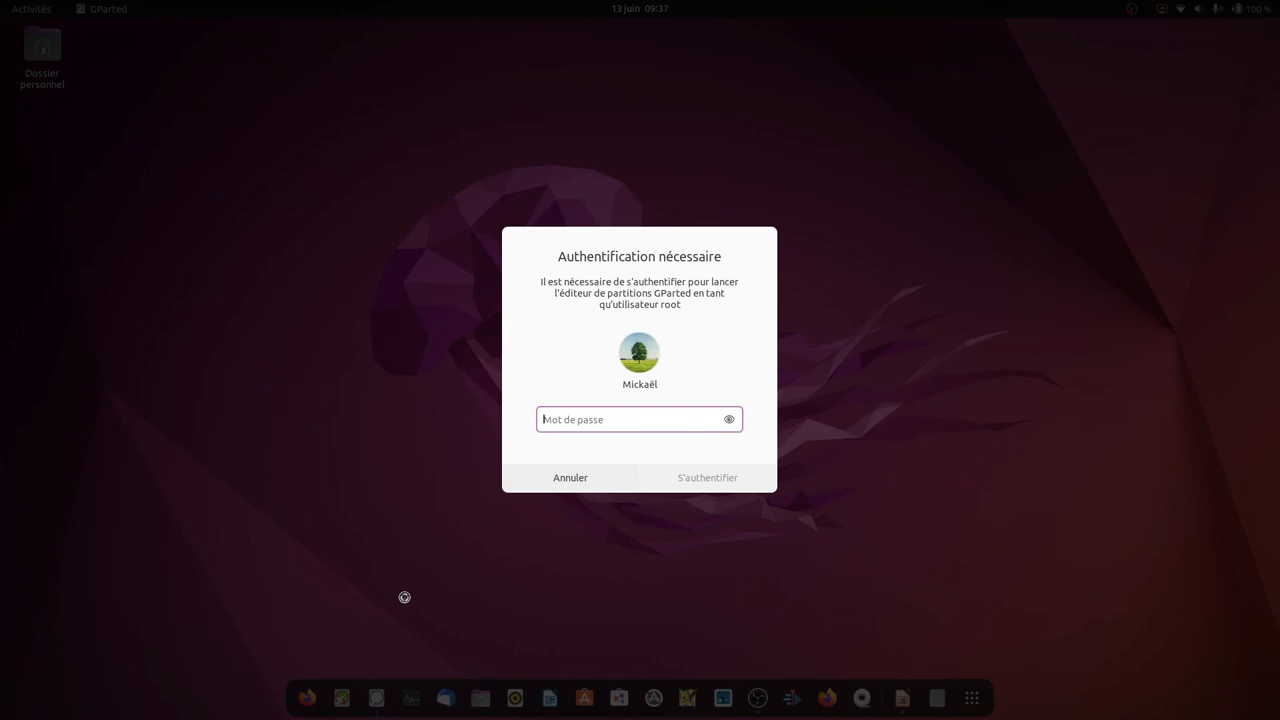 Activités
GParted
13 juin 09:37
100 %
Dossier
personnel
Authentification nécessaire
Il est nécessaire de s’authentifier pour lancer
l’éditeur de partitions GParted en tant
qu’utilisateur root
Mickaël
Mot de passe
Annuler
S’authentifier